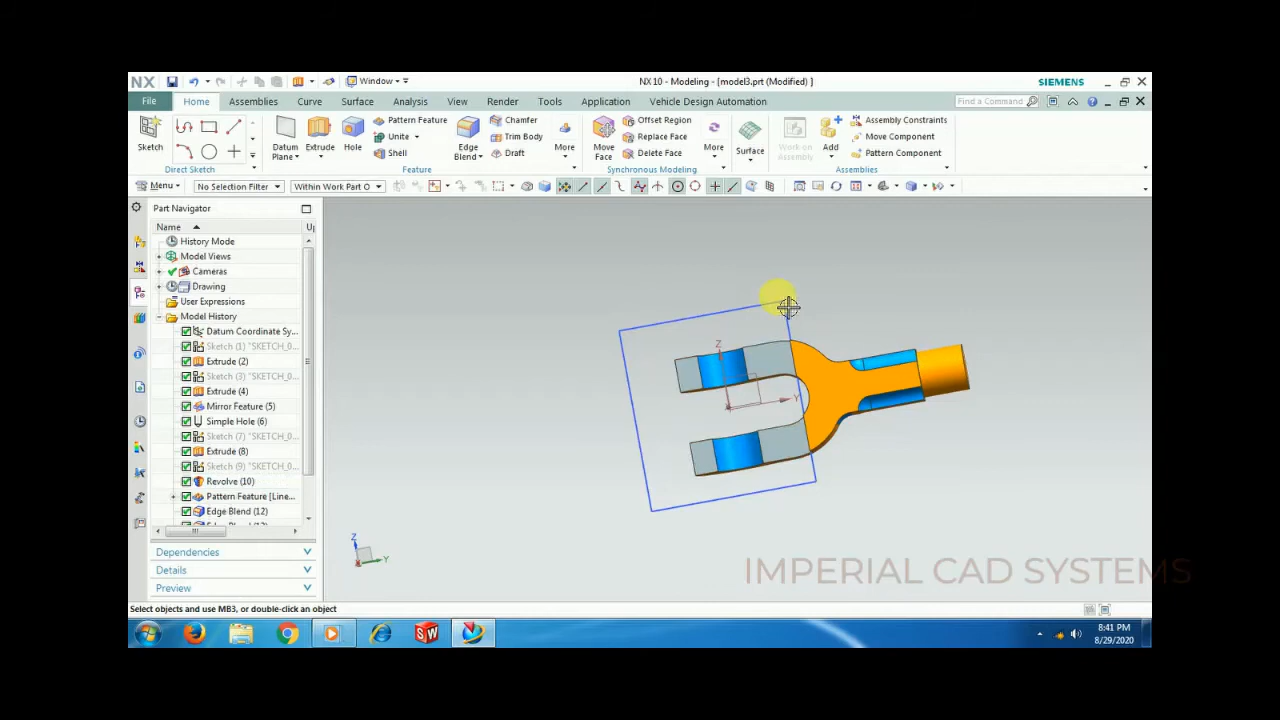 NX Window NX 10 - Modeling - [model3.prt (Modified) ] SIEMENS
File Home Assemblies Curve Surface Analysis View Render Tools Application Vehicle Design Automation Find a Command
Sketch
Direct Sketch
Datum Plane
Extrude
Hole
Pattern Feature
Unite
Shell
Edge Blend
Chamfer
Trim Body
Draft
More
Feature
Move Face
Offset Region
Replace Face
Delete Face
More
Synchronous Modeling
Surface
Work on Assembly
Add
Assembly Constraints
Move Component
Pattern Component
Assemblies
Menu No Selection Filter Within Work Part O
Part Navigator
Name U
History Mode
Model Views
Cameras
Drawing
User Expressions
Model History
Datum Coordinate Sy...
Sketch (1) "SKETCH_0...
Extrude (2)
Sketch (3) "SKETCH_0...
Extrude (4)
Mirror Feature (5)
Simple Hole (6)
Sketch (7) "SKETCH_0...
Extrude (8)
Sketch (9) "SKETCH_0...
Revolve (10)
Pattern Feature [Line...
Edge Blend (12)
Dependencies
Details
Preview
Z
Y
X
Z
Y
X
IMPERIAL CAD SYSTEMS
Select objects and use MB3, or double-click an object
SW
8:41 PM
8/29/2020